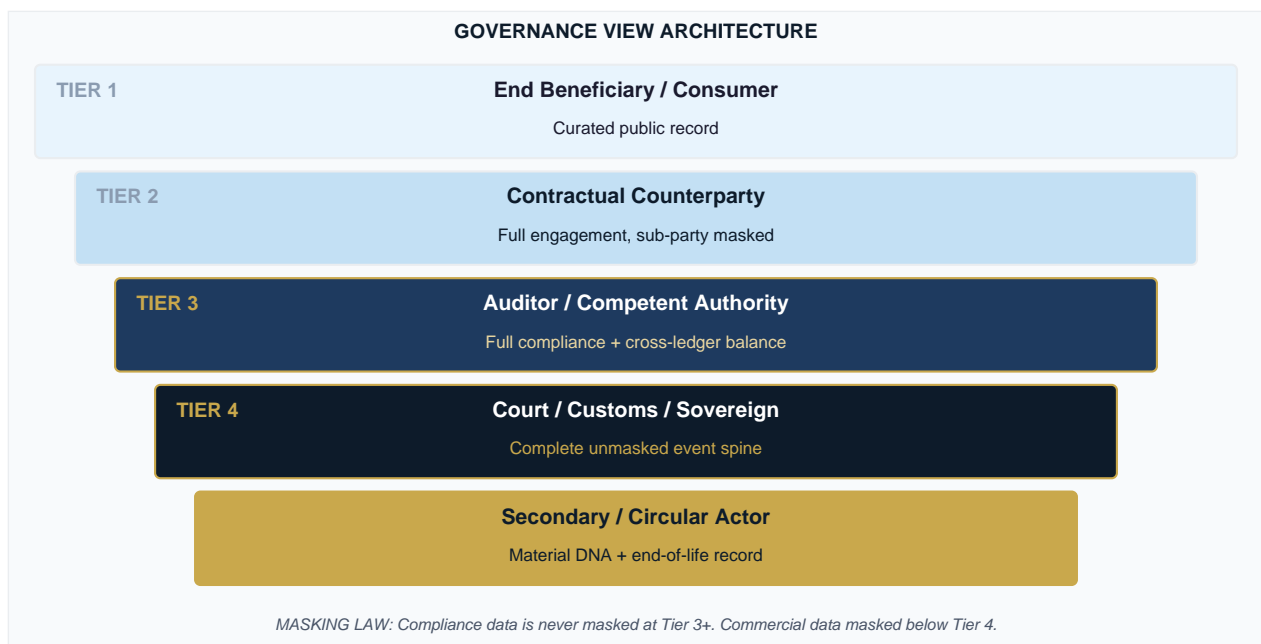 GOVERNANCE VIEW ARCHITECTURE
TIER 1
End Beneficiary / Consumer
Curated public record
TIER 2
Contractual Counterparty
Full engagement, sub-party masked
TIER 3
Auditor / Competent Authority
Full compliance + cross-ledger balance
TIER 4
Court / Customs / Sovereign
Complete unmasked event spine
Secondary / Circular Actor
Material DNA + end-of-life record
MASKING LAW: Compliance data is never masked at Tier 3+. Commercial data masked below Tier 4.